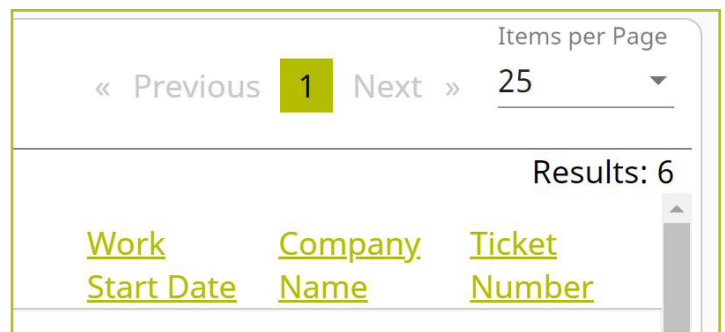 Items per Page
« Previous 1 Next » 25
Results: 6
Work Company Ticket
Start Date Name Number